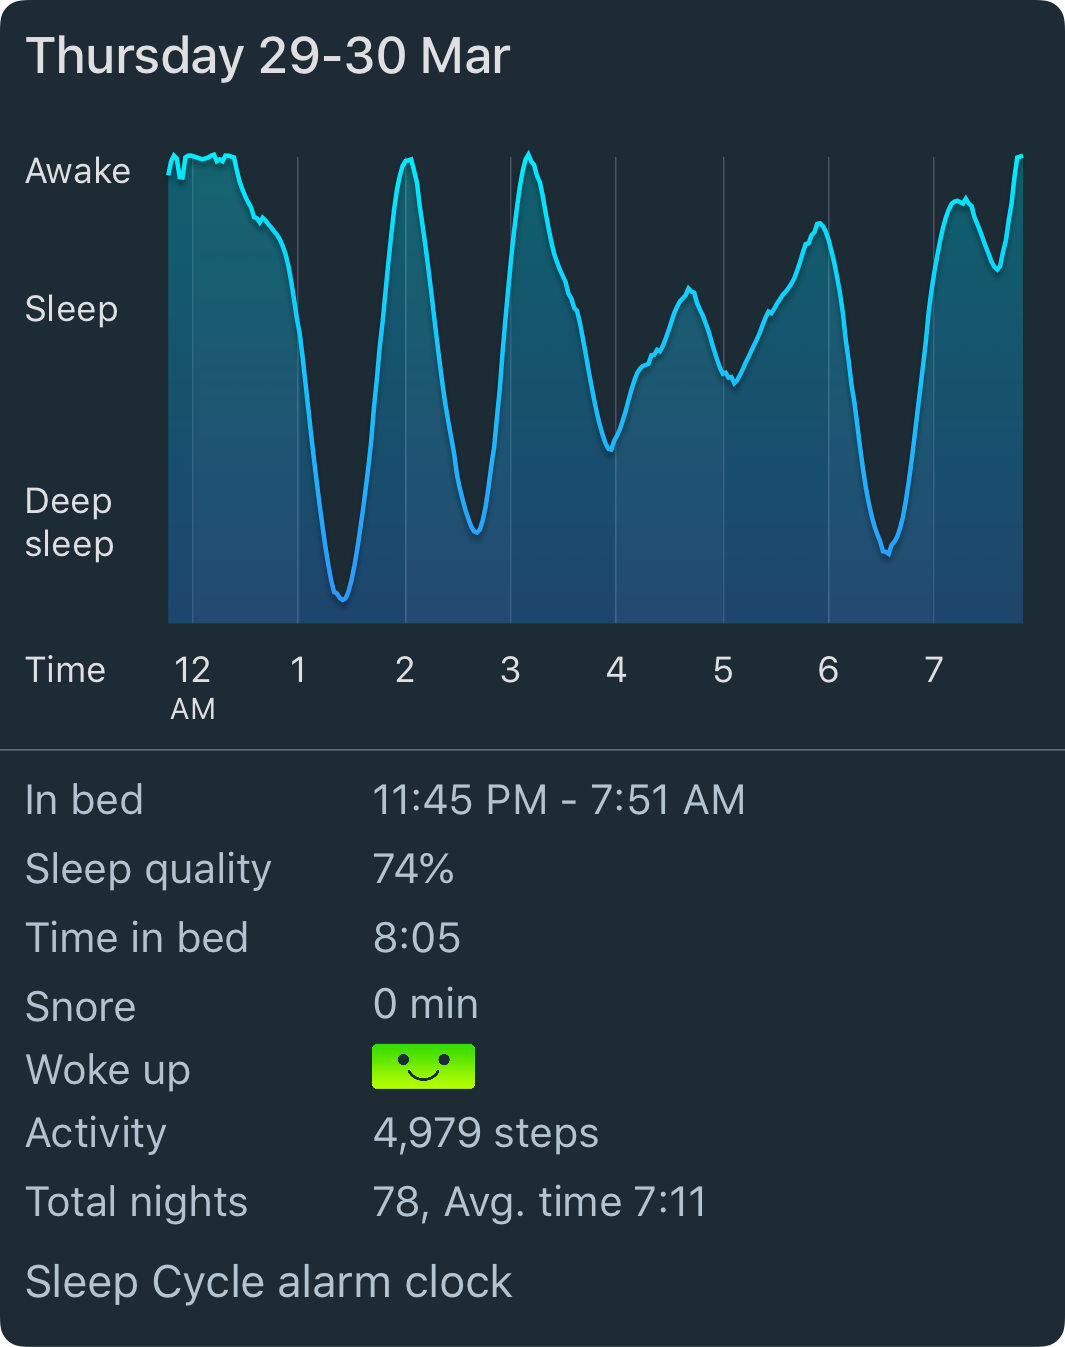 Thursday 29-30 Mar
Awake
Sleep
Deep
sleep
Time 12 1 2 3 4 5 6 7
AM
In bed 11:45 PM - 7:51 AM
Sleep quality 74%
Time in bed 8:05
Snore 0 min
Woke up
Activity 4,979 steps
Total nights 78, Avg. time 7:11
Sleep Cycle alarm clock